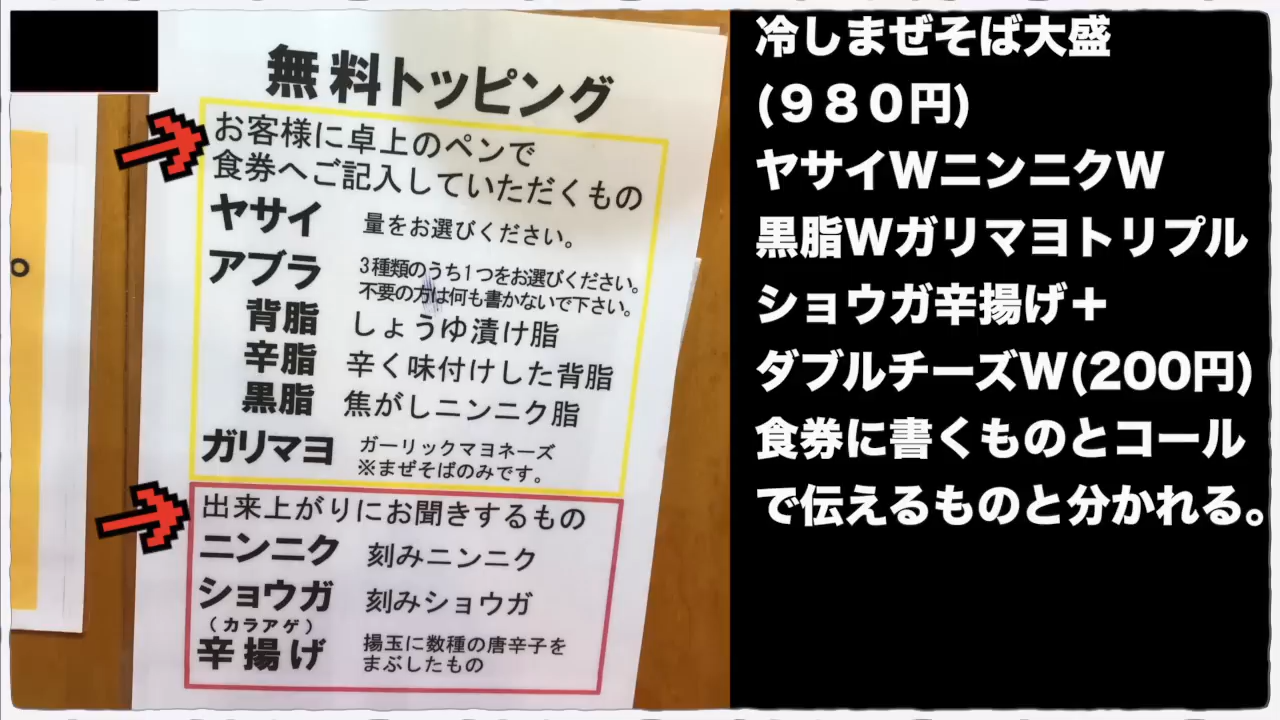 無料トッピング
お客様に卓上のペンで
食券へご記入していただくもの
ヤサイ 量をお選びください。
アブラ 3種類のうち1つをお選びください。
不要の方は何も書かないで下さい。
背脂 しょうゆ漬け脂
辛脂 辛く味付けした背脂
黒脂 焦がしニンニク脂
ガリマヨ ガーリックマヨネーズ
※まぜそばのみです。
出来上がりにお聞きするもの
ニンニク 刻みニンニク
ショウガ 刻みショウガ
(カラアゲ)
辛揚げ 揚玉に数種の唐辛子を
まぶしたもの
。
冷しまぜそば大盛
(980円)
ヤサイWニンニクW
黒脂Wガリマヨトリプル
ショウガ辛揚げ+
ダブルチーズW(200円)
食券に書くものとコール
で伝えるものと分かれる。